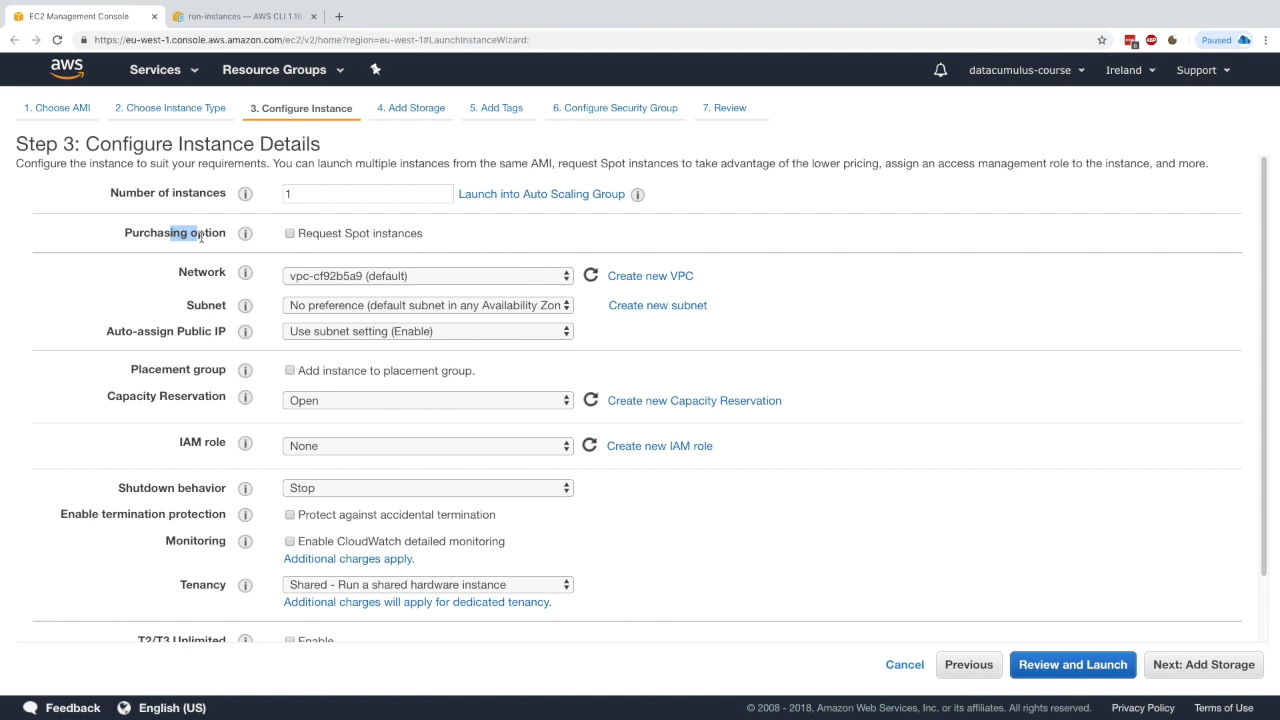 EC2 Management Console
run-instances — AWS CLI 1.16
https://eu-west-1.console.aws.amazon.com/ec2/v2/home?region=eu-west-1#LaunchInstanceWizard:
ABP
Paused
aws
Services
Resource Groups
datacumulus-course
Ireland
Support
1. Choose AMI
2. Choose Instance Type
3. Configure Instance
4. Add Storage
5. Add Tags
6. Configure Security Group
7. Review
Step 3: Configure Instance Details
Configure the instance to suit your requirements. You can launch multiple instances from the same AMI, request Spot instances to take advantage of the lower pricing, assign an access management role to the instance, and more.
Number of instances
1
Launch into Auto Scaling Group
Purchasing option
Request Spot instances
Network
vpc-cf92b5a9 (default)
Create new VPC
Subnet
No preference (default subnet in any Availability Zon
Create new subnet
Auto-assign Public IP
Use subnet setting (Enable)
Placement group
Add instance to placement group.
Capacity Reservation
Open
Create new Capacity Reservation
IAM role
None
Create new IAM role
Shutdown behavior
Stop
Enable termination protection
Protect against accidental termination
Monitoring
Enable CloudWatch detailed monitoring
Additional charges apply.
Tenancy
Shared - Run a shared hardware instance
Additional charges will apply for dedicated tenancy.
T2/T3 Unlimited
Enable
Cancel
Previous
Review and Launch
Next: Add Storage
Feedback
English (US)
© 2008 - 2018, Amazon Web Services, Inc. or its affiliates. All rights reserved.
Privacy Policy
Terms of Use